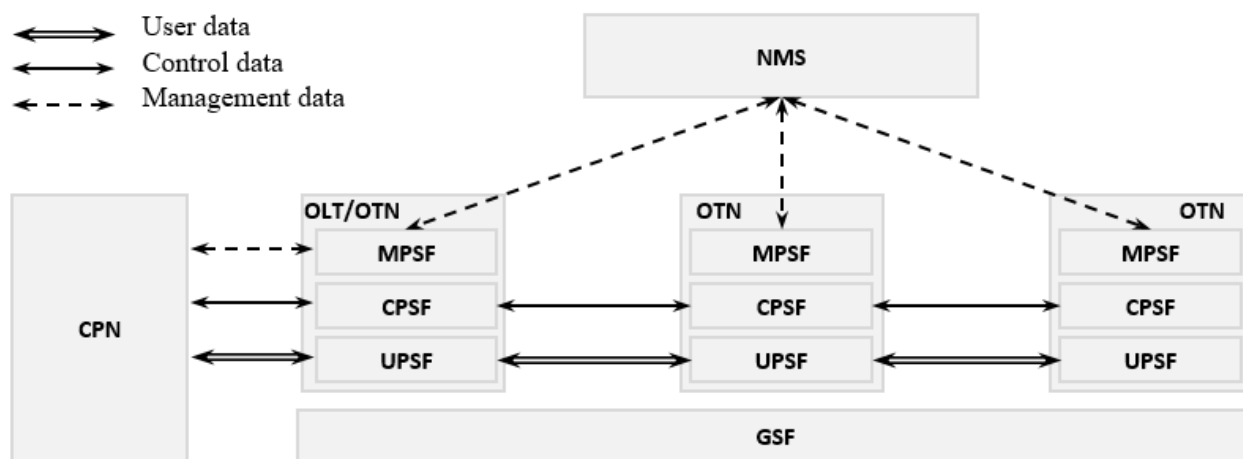 User data
Control data
Management data
NMS
OLT/OTN
OTN
OTN
MPSF
MPSF
MPSF
CPN
CPSF
CPSF
CPSF
UPSF
UPSF
UPSF
GSF